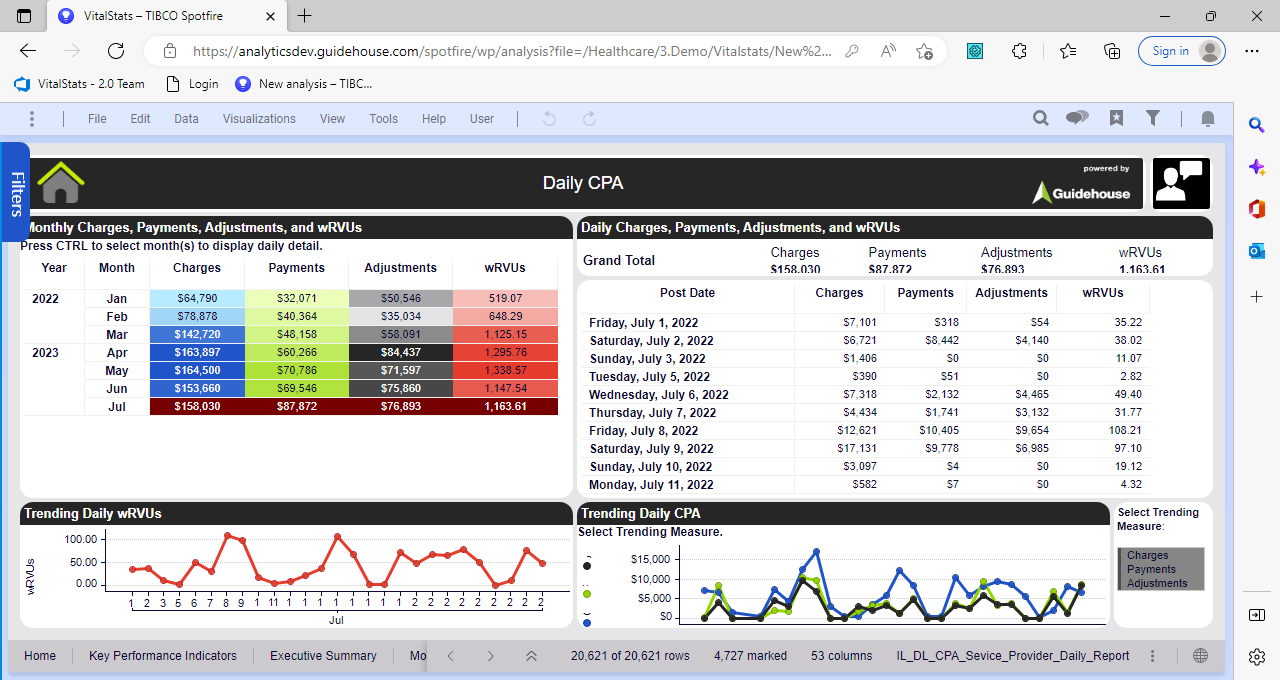 VitalStats – TIBCO Spotfire
https://analyticsdev.guidehouse.com/spotfire/wp/analysis?file=/Healthcare/3.Demo/Vitalstats/New%2... Sign in
VitalStats - 2.0 Team Login New analysis – TIBC...
File Edit Data Visualizations View Tools Help User
Filters
Daily CPA
powered by
Guidehouse
Monthly Charges, Payments, Adjustments, and wRVUs
Press CTRL to select month(s) to display daily detail.
Year Month Charges Payments Adjustments wRVUs
2022 Jan $64,790 $32,071 $50,546 519.07
Feb $78,878 $40,364 $35,034 648.29
Mar $142,720 $48,158 $58,091 1,125.15
2023 Apr $163,897 $60,266 $84,437 1,295.76
May $164,500 $70,786 $71,597 1,338.57
Jun $153,660 $69,546 $75,860 1,147.54
Jul $158,030 $87,872 $76,893 1,163.61
Daily Charges, Payments, Adjustments, and wRVUs
Charges Payments Adjustments wRVUs
Grand Total $158,030 $87,872 $76,893 1,163.61
Post Date Charges Payments Adjustments wRVUs
Friday, July 1, 2022 $7,101 $318 $54 35.22
Saturday, July 2, 2022 $6,721 $8,442 $4,140 38.02
Sunday, July 3, 2022 $1,406 $0 $0 11.07
Tuesday, July 5, 2022 $390 $51 $0 2.82
Wednesday, July 6, 2022 $7,318 $2,132 $4,465 49.40
Thursday, July 7, 2022 $4,434 $1,741 $3,132 31.77
Friday, July 8, 2022 $12,621 $10,405 $9,654 108.21
Saturday, July 9, 2022 $17,131 $9,778 $6,985 97.10
Sunday, July 10, 2022 $3,097 $4 $0 19.12
Monday, July 11, 2022 $582 $7 $0 4.32
Trending Daily wRVUs
wRVUs
100.00
50.00
0.00
1 2 3 5 6 7 8 9 1 11 1 1 1 1 1 1 1 1 2 2 2 2 2 2 2 2 2
Jul
Trending Daily CPA
Select Trending Measure.
$15,000
$10,000
$5,000
$0
Select Trending
Measure:
Charges
Payments
Adjustments
Home Key Performance Indicators Executive Summary Mo 20,621 of 20,621 rows 4,727 marked 53 columns IL_DL_CPA_Sevice_Provider_Daily_Report